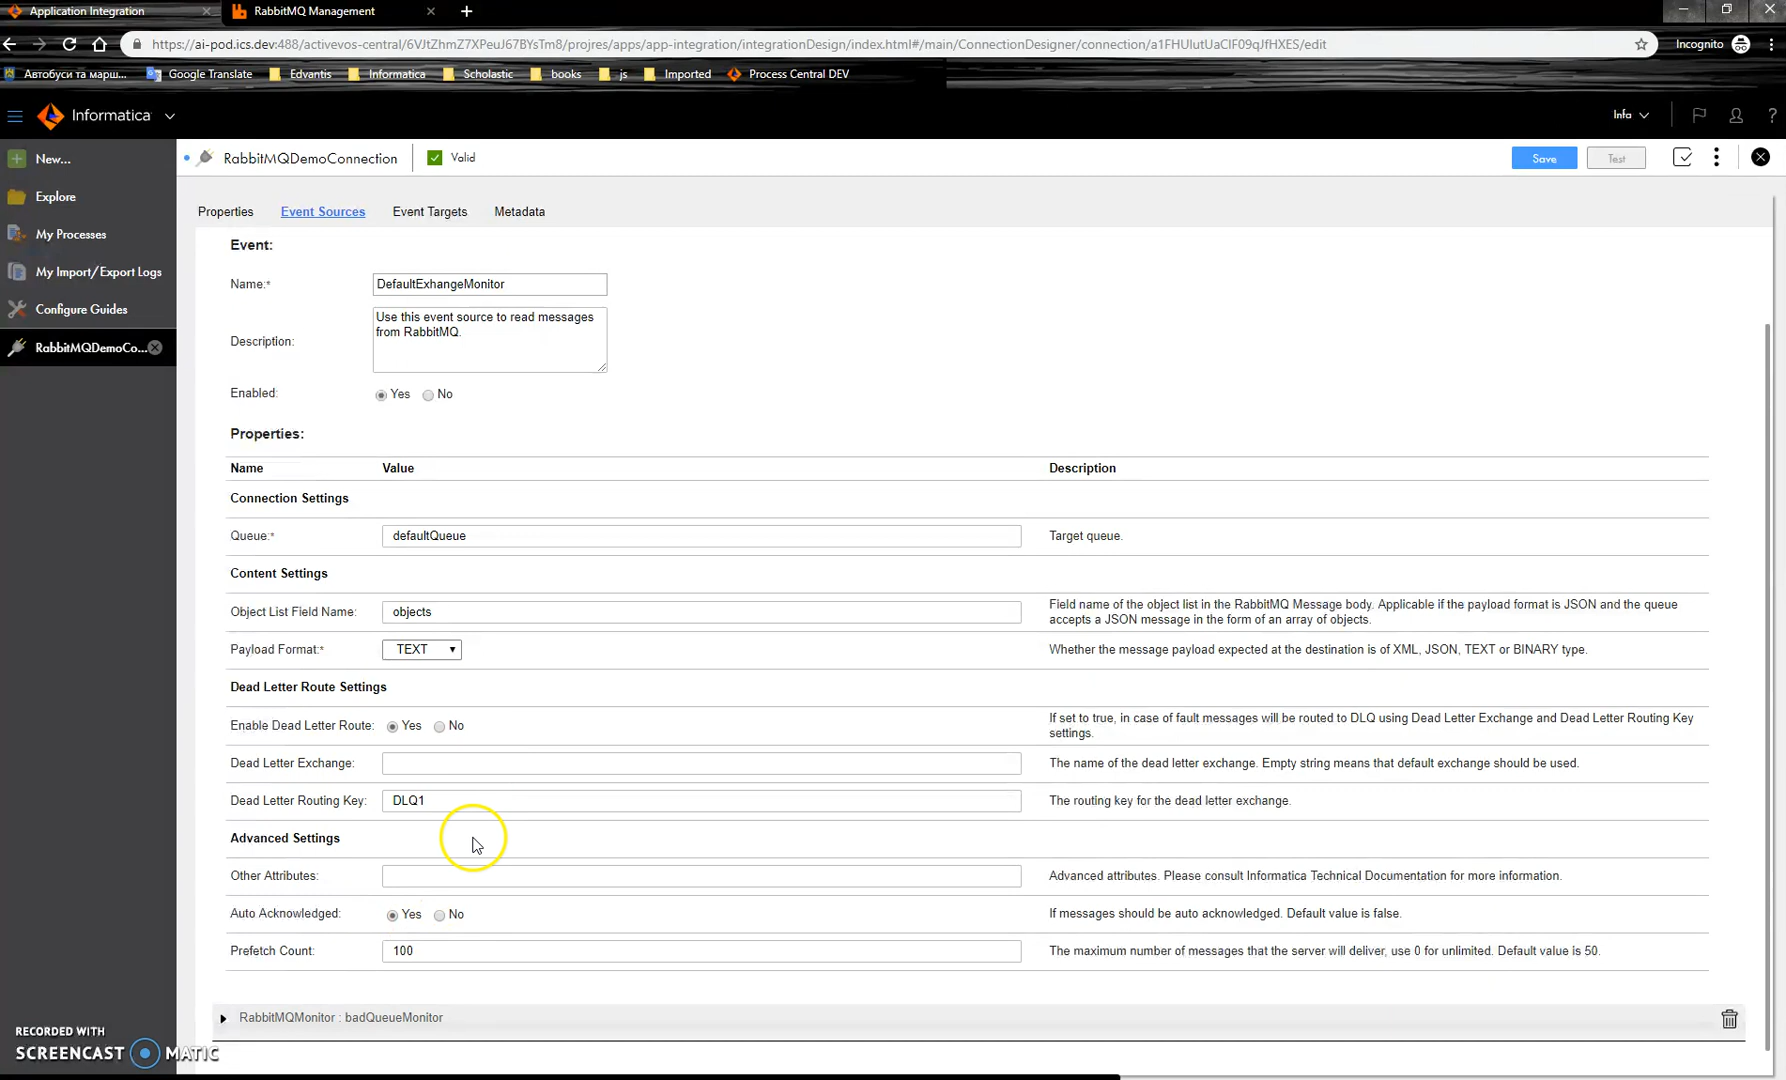 Application Integration
RabbitMQ Management
https://ai-pod.ics.dev:488/activevos-central/6VJtZhmZ7XPeuJ67BYsTm8/projres/apps/app-integration/integrationDesign/index.html#/main/ConnectionDesigner/connection/a1FHUlutUaClF09qJfHXES/edit
Incognito
Автобуси та марш...
Google Translate
Edvantis
Informatica
Scholastic
books
js
Imported
Process Central DEV
Informatica
Infa
?
New...
Explore
My Processes
My Import/Export Logs
Configure Guides
RabbitMQDemoCo...
RabbitMQDemoConnection
Valid
Save
Test
Properties
Event Sources
Event Targets
Metadata
Event:
Name:*
DefaultExhangeMonitor
Description:
Use this event source to read messages
from RabbitMQ.
Enabled:
Yes
No
Properties:
Name
Value
Description
Connection Settings
Queue:*
defaultQueue
Target queue.
Content Settings
Object List Field Name:
objects
Field name of the object list in the RabbitMQ Message body. Applicable if the payload format is JSON and the queue
accepts a JSON message in the form of an array of objects.
Payload Format:*
TEXT
Whether the message payload expected at the destination is of XML, JSON, TEXT or BINARY type.
Dead Letter Route Settings
Enable Dead Letter Route:
Yes
No
If set to true, in case of fault messages will be routed to DLQ using Dead Letter Exchange and Dead Letter Routing Key
settings.
Dead Letter Exchange:
The name of the dead letter exchange. Empty string means that default exchange should be used.
Dead Letter Routing Key:
DLQ1
The routing key for the dead letter exchange.
Advanced Settings
Other Attributes:
Advanced attributes. Please consult Informatica Technical Documentation for more information.
Auto Acknowledged:
Yes
No
If messages should be auto acknowledged. Default value is false.
Prefetch Count:
100
The maximum number of messages that the server will deliver, use 0 for unlimited. Default value is 50.
RabbitMQMonitor : badQueueMonitor
RECORDED WITH
SCREENCAST MATIC